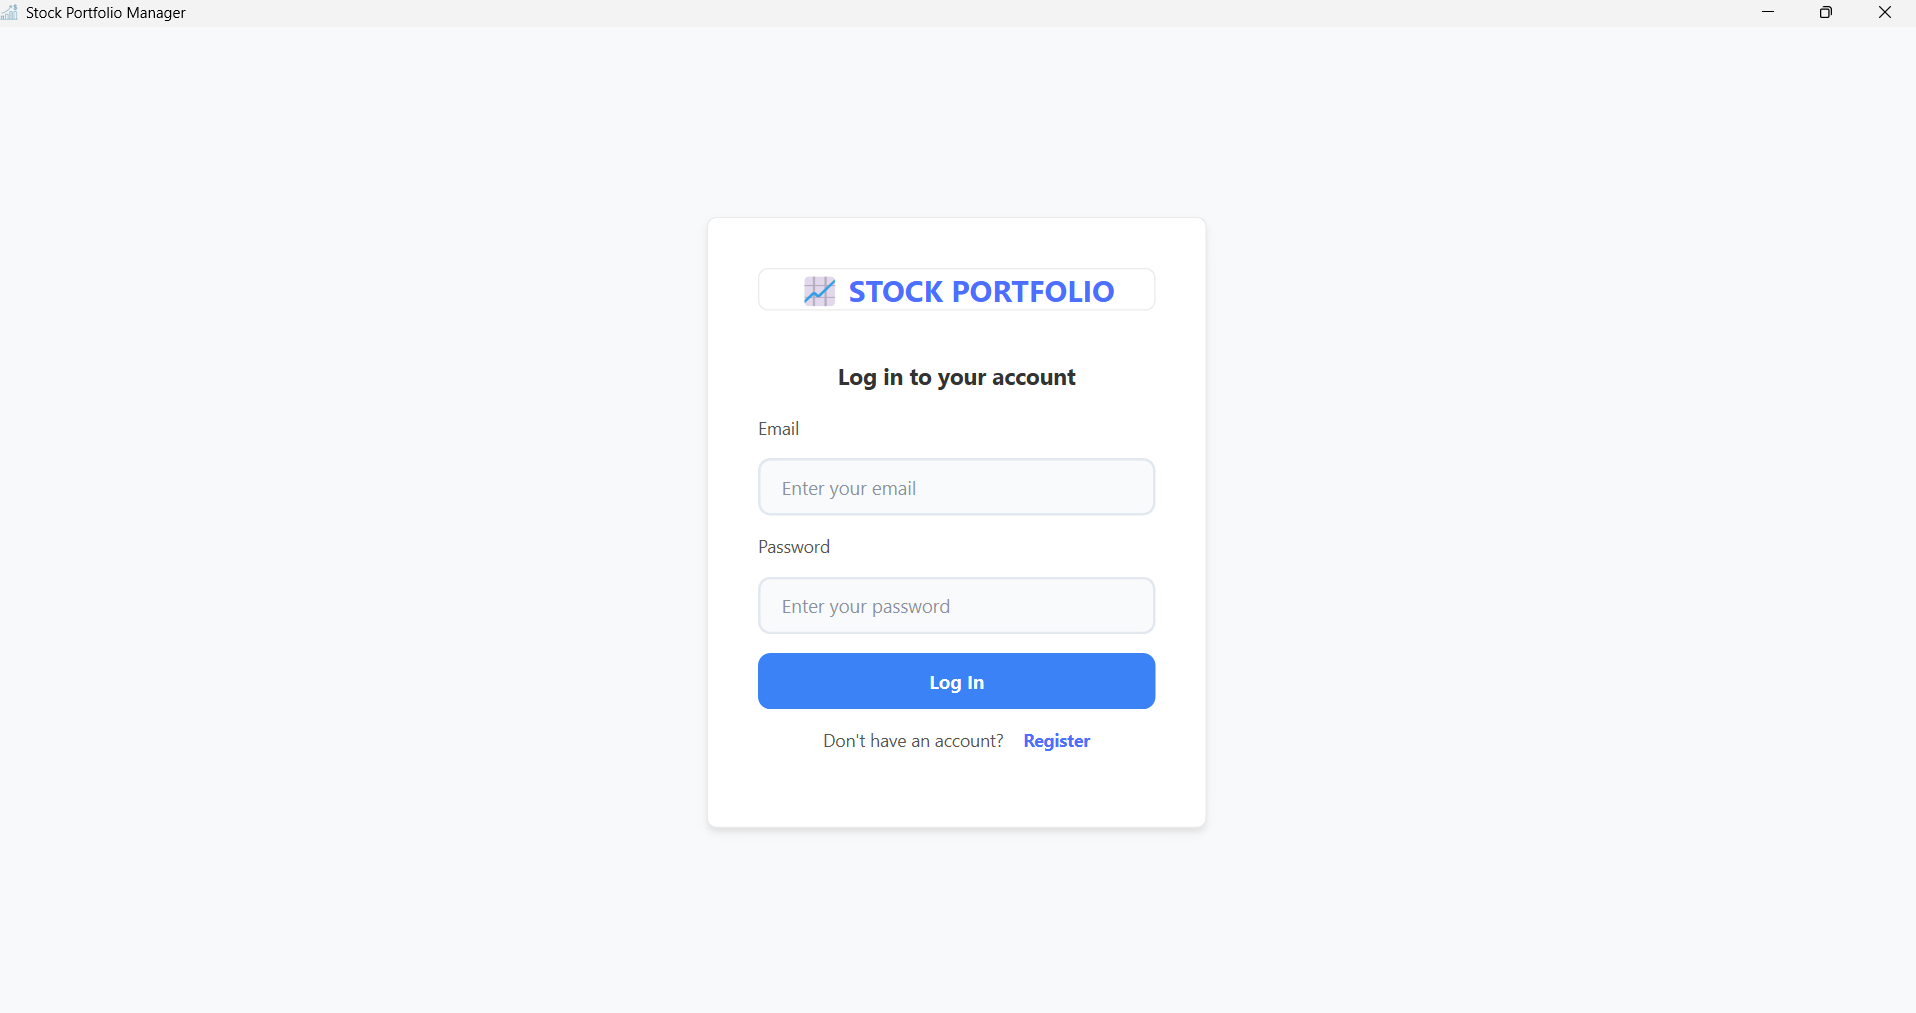 Stock Portfolio Manager
STOCK PORTFOLIO
Log in to your account
Email
Enter your email
Password
Enter your password
Log In
Don't have an account? Register